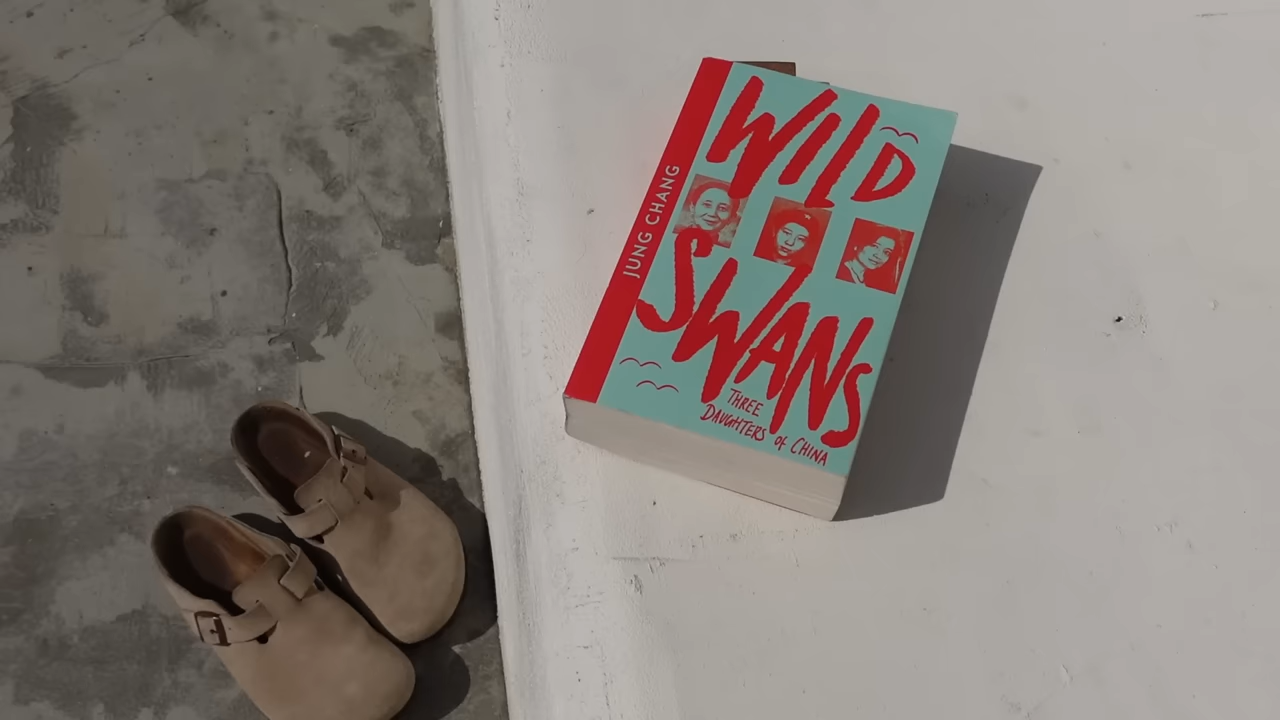 JUNG CHANG
WILD
SWANS
THREE
DAUGHTERS OF CHINA